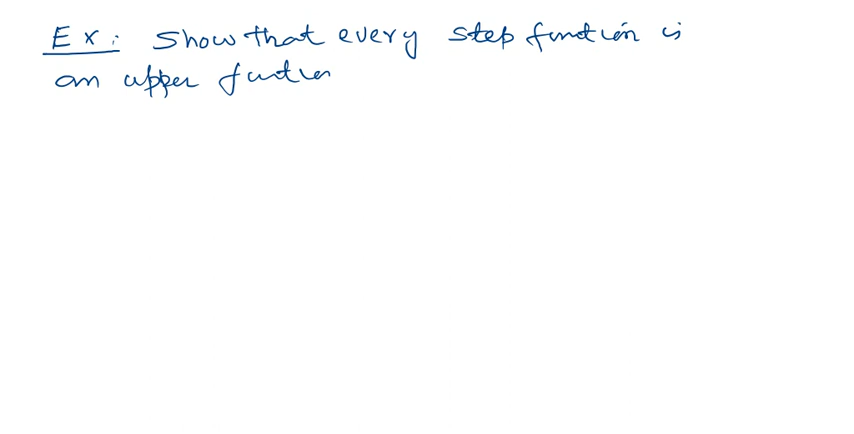 Ex: Show that every step function is
an upper function